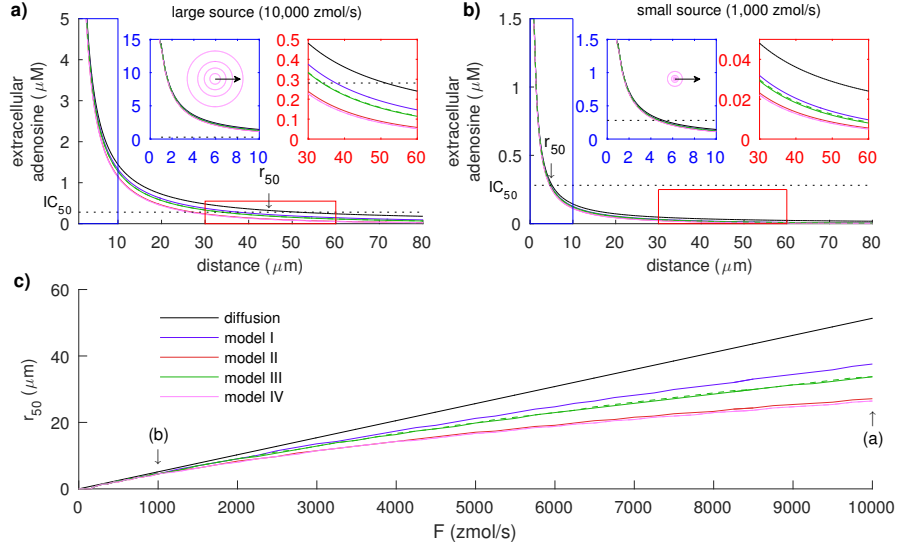 a) large source (10,000 zmol/s)
extracellular
adenosine (μM)
5
4
3
2
1
0
IC50
15
10
5
0
0 2 4 6 8 10
0.5
0.4
0.3
0.2
0.1
0
30 40 50 60
r50
10 20 30 40 50 60 70 80
distance (μm)
b) small source (1,000 zmol/s)
extracellular
adenosine (μM)
1.5
1.0
0.5
0
IC50
r50
1.5
1.0
0.5
0
0 2 4 6 8 10
0.04
0.02
0
30 40 50 60
0 10 20 30 40 50 60 70 80
distance (μm)
c)
r50 (μm)
60
40
20
0
diffusion
model I
model II
model III
model IV
(b)
(a)
0 1000 2000 3000 4000 5000 6000 7000 8000 9000 10000
F (zmol/s)